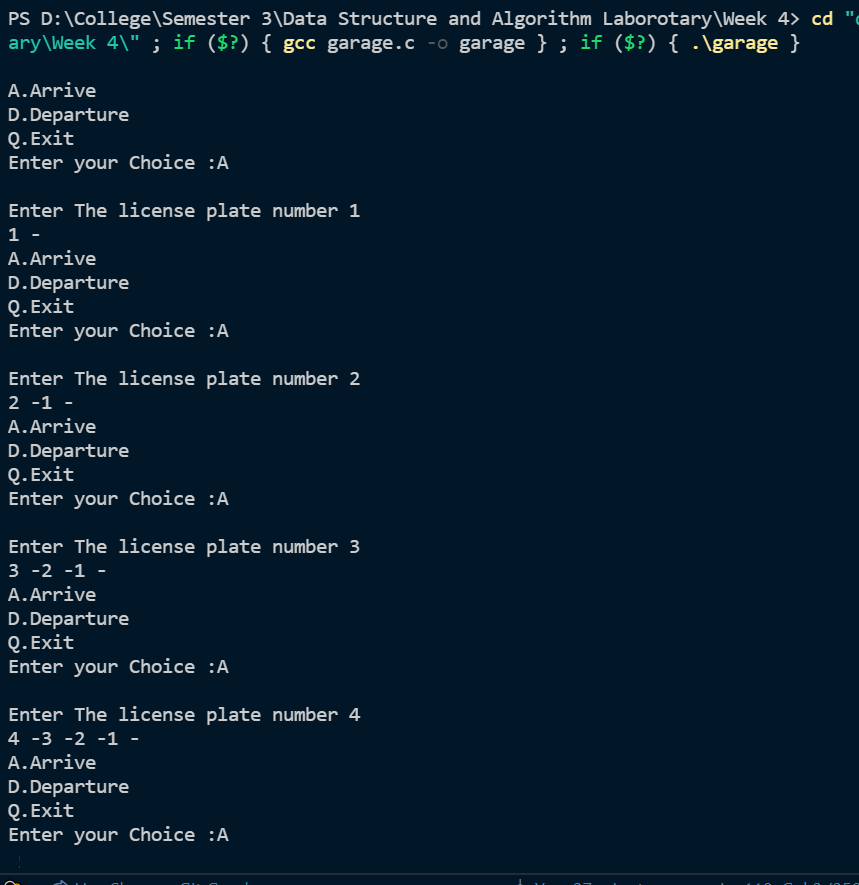 PS D:\College\Semester 3\Data Structure and Algorithm Laborotary\Week 4> cd "
ary\Week 4\" ; if ($?) { gcc garage.c -o garage } ; if ($?) { .\garage }
A.Arrive
D.Departure
Q.Exit
Enter your Choice :A
Enter The license plate number 1
1 -
A.Arrive
D.Departure
Q.Exit
Enter your Choice :A
Enter The license plate number 2
2 -1 -
A.Arrive
D.Departure
Q.Exit
Enter your Choice :A
Enter The license plate number 3
3 -2 -1 -
A.Arrive
D.Departure
Q.Exit
Enter your Choice :A
Enter The license plate number 4
4 -3 -2 -1 -
A.Arrive
D.Departure
Q.Exit
Enter your Choice :A